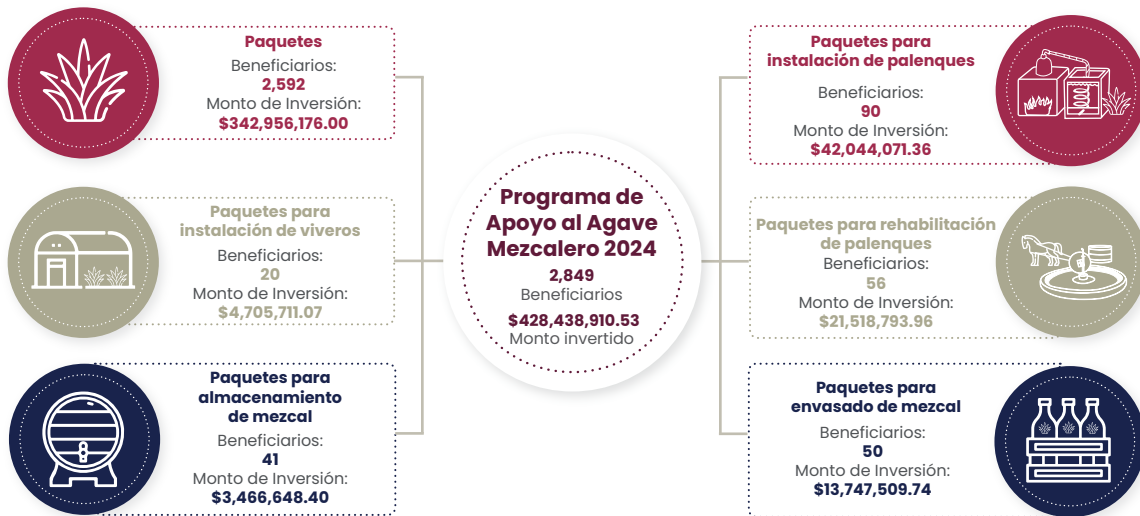 Paquetes
Beneficiarios:
2,592
Monto de Inversión:
$342,956,176.00
Paquetes para
instalación de viveros
Beneficiarios:
20
Monto de Inversión:
$4,705,711.07
Paquetes para
almacenamiento
de mezcal
Beneficiarios:
41
Monto de Inversión:
$3,466,648.40
Programa de
Apoyo al Agave
Mezcalero 2024
2,849
Beneficiarios
$428,438,910.53
Monto invertido
Paquetes para
instalación de palenques
Beneficiarios:
90
Monto de Inversión:
$42,044,071.36
Paquetes para rehabilitación
de palenques
Beneficiarios:
56
Monto de Inversión:
$21,518,793.96
Paquetes para
envasado de mezcal
Beneficiarios:
50
Monto de Inversión:
$13,747,509.74